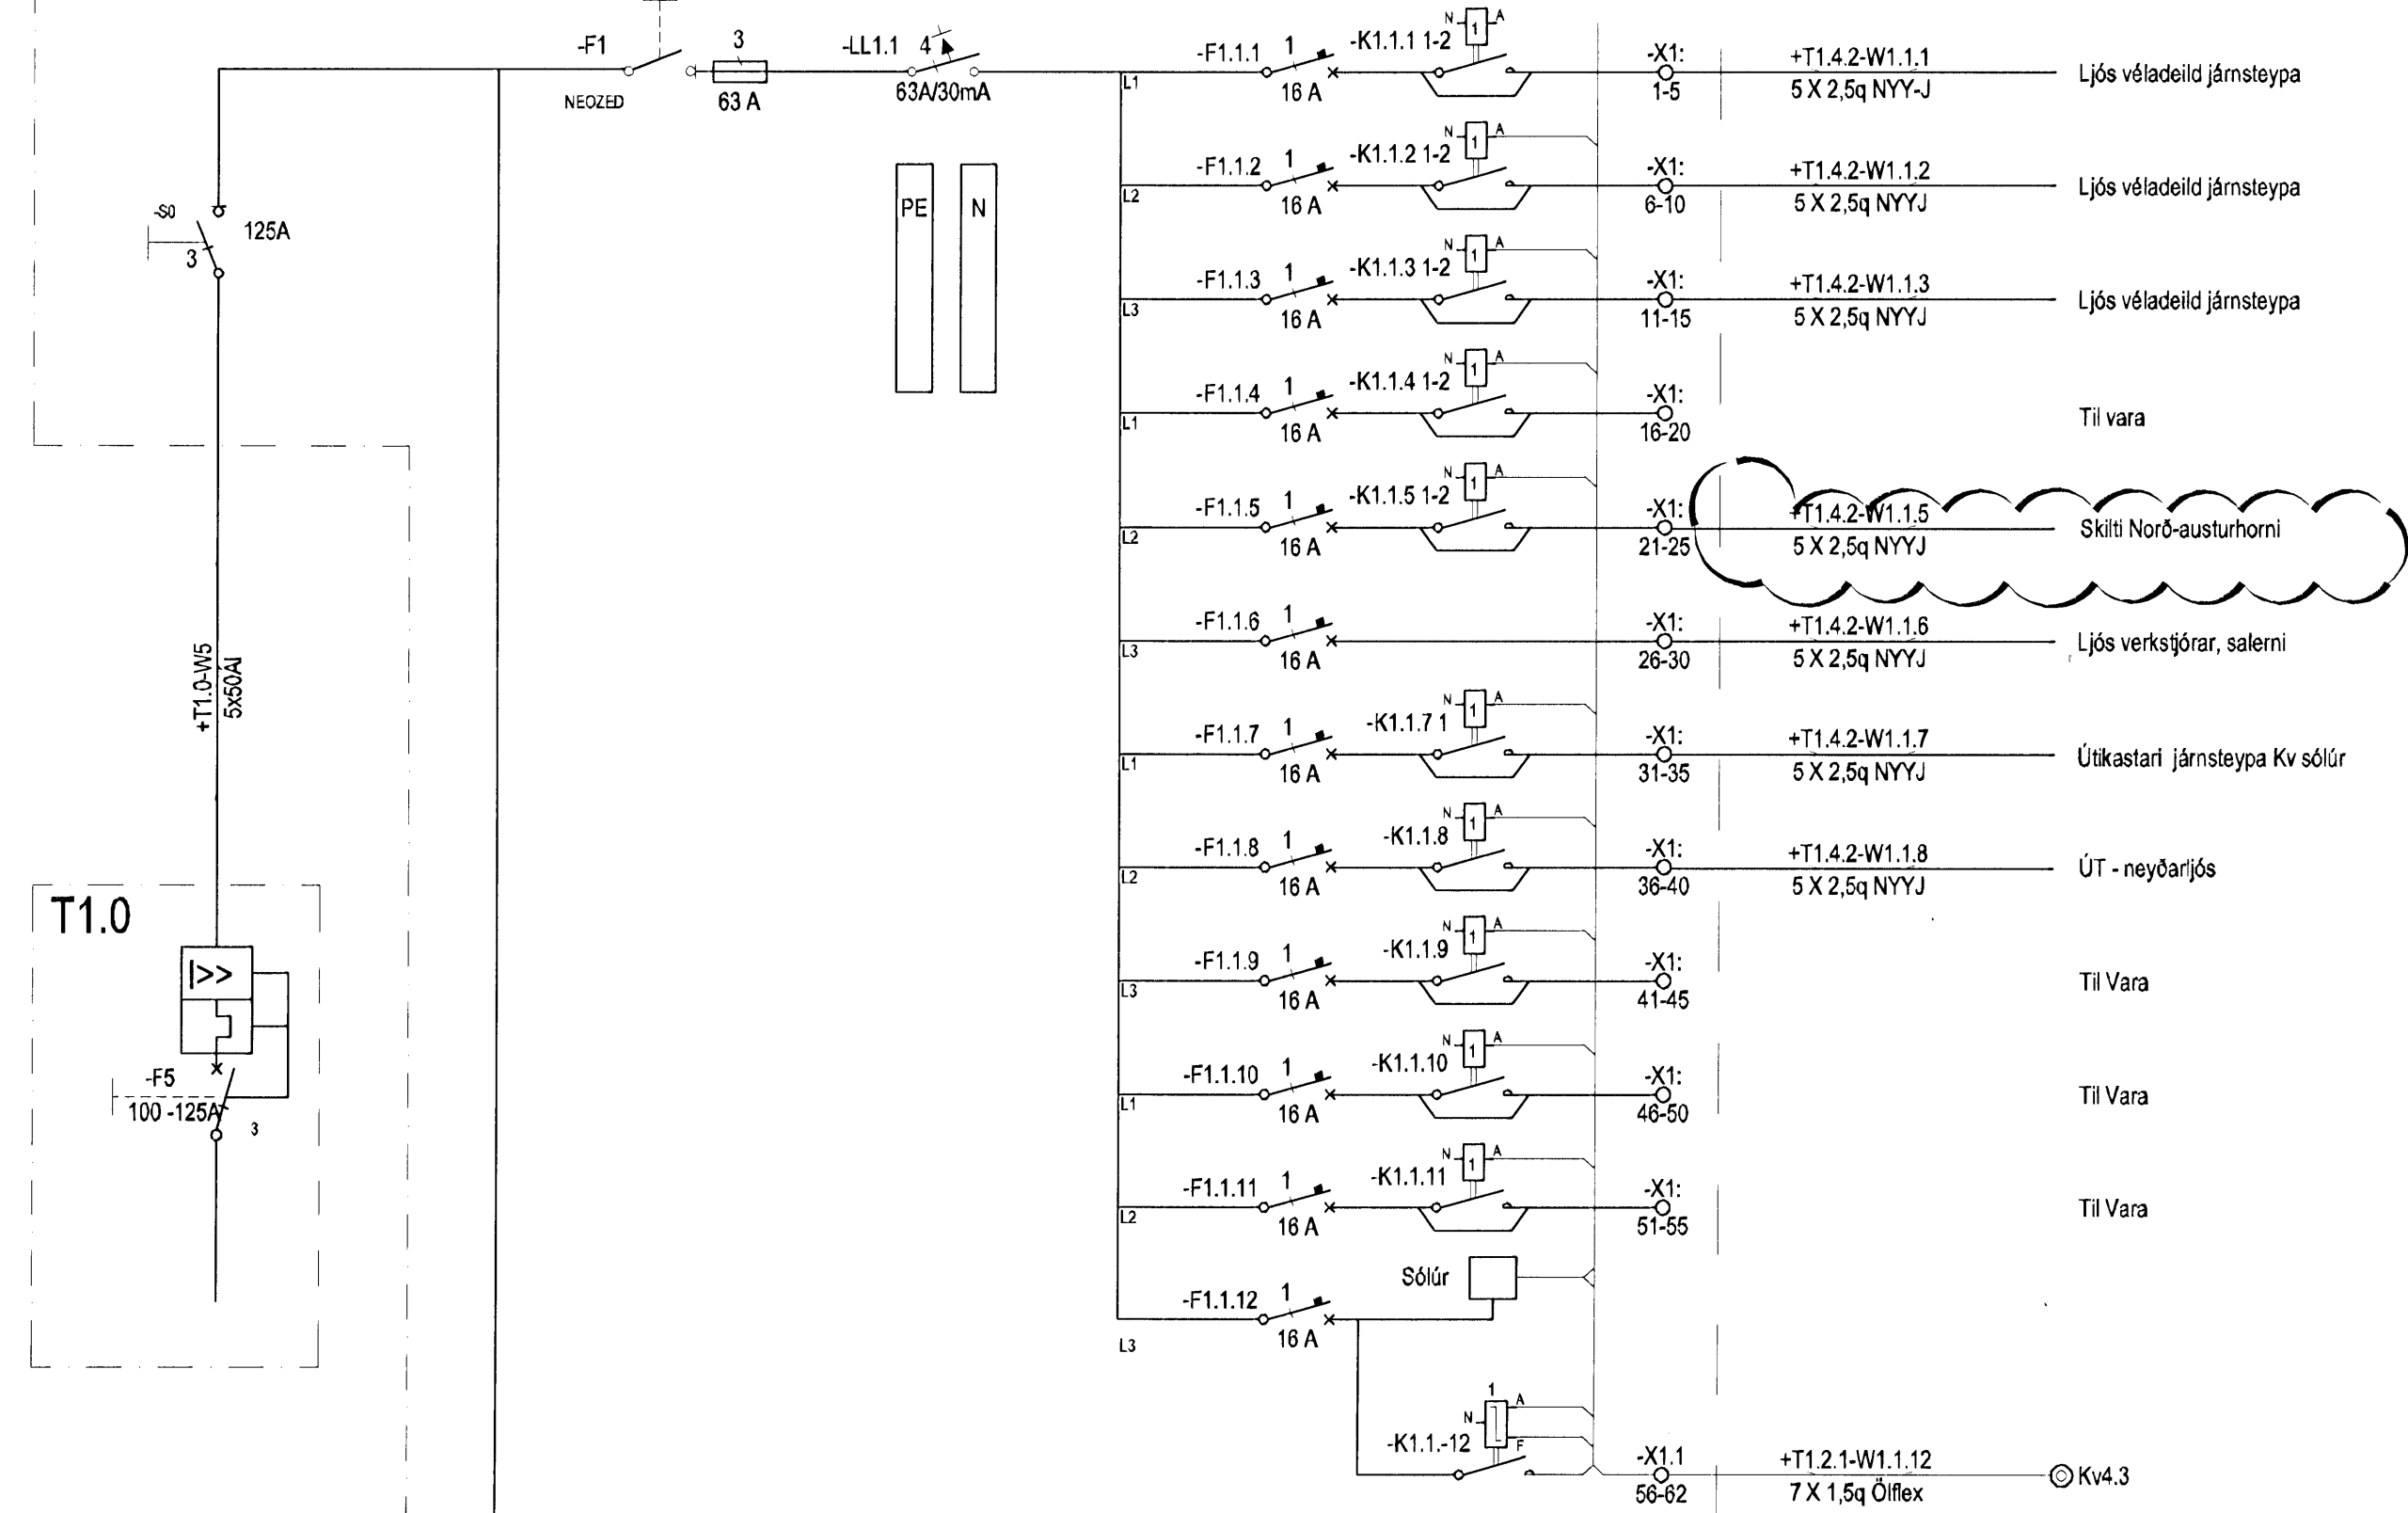 -F1
NEOZED
3
63 A
-LL1.1
4
63A/30mA
PE
N
-S0
125A
3
+T1.0-W5
5x50Al
T1.0
|>>
-F5
100 -125A
3
L1
-F1.1.1
1
16 A
-K1.1.1 1-2
N
1
A
-X1:
1-5
+T1.4.2-W1.1.1
5 X 2,5q NYY-J
Ljós véladeild járnsteypa
L2
-F1.1.2
1
16 A
-K1.1.2 1-2
N
1
A
-X1:
6-10
+T1.4.2-W1.1.2
5 X 2,5q NYYJ
Ljós véladeild járnsteypa
L3
-F1.1.3
1
16 A
-K1.1.3 1-2
N
1
A
-X1:
11-15
+T1.4.2-W1.1.3
5 X 2,5q NYYJ
Ljós véladeild járnsteypa
L1
-F1.1.4
1
16 A
-K1.1.4 1-2
N
1
A
-X1:
16-20
Til vara
L2
-F1.1.5
1
16 A
-K1.1.5 1-2
N
1
A
-X1:
21-25
+T1.4.2-W1.1.5
5 X 2,5q NYYJ
Skilti Norð-austurhorni
L3
-F1.1.6
1
16 A
-X1:
26-30
+T1.4.2-W1.1.6
5 X 2,5q NYYJ
Ljós verkstjórar, salerni
L1
-F1.1.7
1
16 A
-K1.1.7 1
N
1
A
-X1:
31-35
+T1.4.2-W1.1.7
5 X 2,5q NYYJ
Útikastari járnsteypa Kv sólúr
L2
-F1.1.8
1
16 A
-K1.1.8
N
1
A
-X1:
36-40
+T1.4.2-W1.1.8
5 X 2,5q NYYJ
ÚT - neyðarljós
L3
-F1.1.9
1
16 A
-K1.1.9
N
1
A
-X1:
41-45
Til Vara
L1
-F1.1.10
1
16 A
-K1.1.10
N
1
A
-X1:
46-50
Til Vara
L2
-F1.1.11
1
16 A
-K1.1.11
N
1
A
-X1:
51-55
Til Vara
Sólúr
L3
-F1.1.12
1
16 A
-K1.1.-12
1
N
A
F
-X1.1
56-62
+T1.2.1-W1.1.12
7 X 1,5q Ölflex
Kv4.3